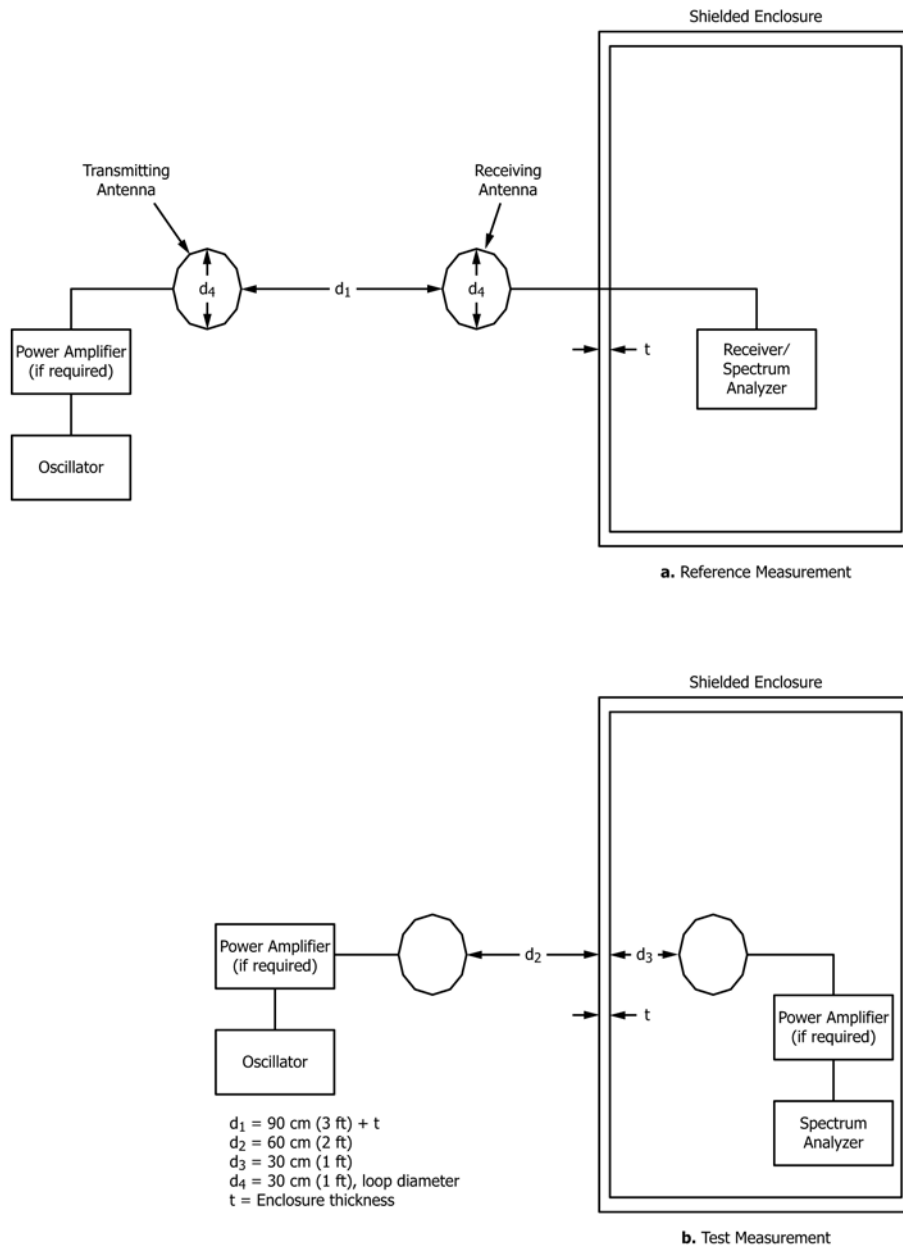 Shielded Enclosure
Transmitting
Antenna
Receiving
Antenna
d4
d1
d4
Power Amplifier
(if required)
t
Receiver/
Spectrum
Analyzer
Oscillator
a. Reference Measurement
Shielded Enclosure
Power Amplifier
(if required)
d2
d3
t
Power Amplifier
(if required)
Oscillator
Spectrum
Analyzer
d1 = 90 cm (3 ft) + t
d2 = 60 cm (2 ft)
d3 = 30 cm (1 ft)
d4 = 30 cm (1 ft), loop diameter
t = Enclosure thickness
b. Test Measurement